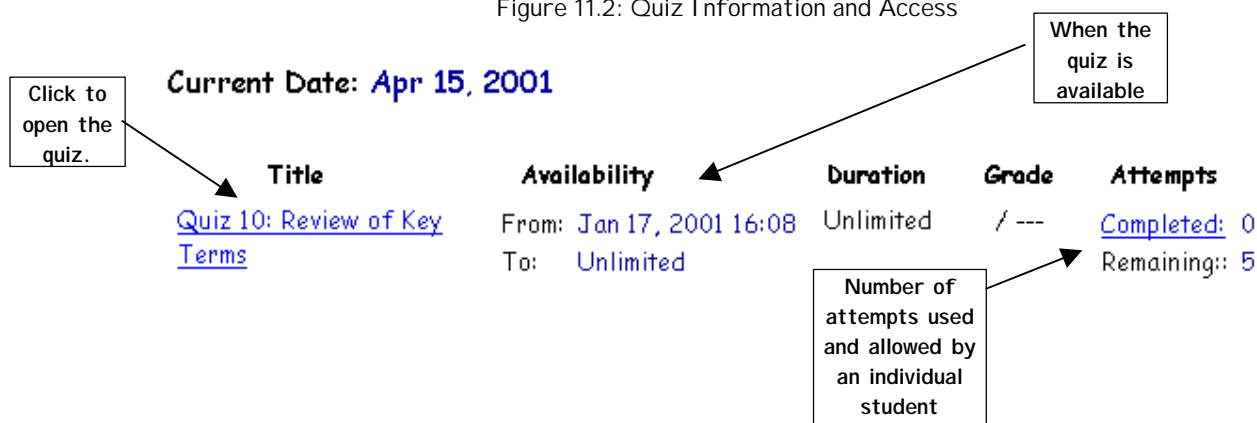 Figure 11.2: Quiz Information and Access
When the
quiz is
available
Current Date: Apr 15, 2001
Click to
open the
quiz.
Title Availability Duration Grade Attempts
Quiz 10: Review of Key From: Jan 17, 2001 16:08 Unlimited / --- Completed: 0
Terms To: Unlimited Remaining:: 5
Number of
attempts used
and allowed by
an individual
student